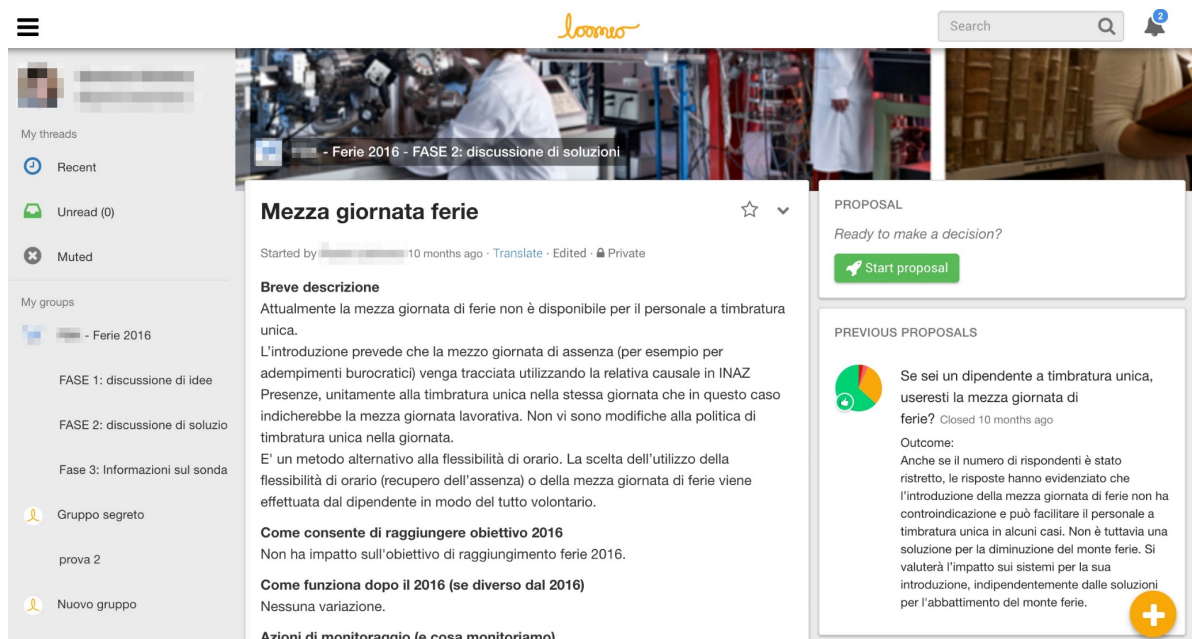 loomio
Search
2
My threads
Recent
Unread (0)
Muted
My groups
- Ferie 2016
FASE 1: discussione di idee
FASE 2: discussione di soluzio
Fase 3: Informazioni sul sonda
Gruppo segreto
prova 2
Nuovo gruppo
- Ferie 2016 - FASE 2: discussione di soluzioni
Mezza giornata ferie
Started by 10 months ago · Translate · Edited · Private
Breve descrizione
Attualmente la mezza giornata di ferie non è disponibile per il personale a timbratura
unica.
L'introduzione prevede che la mezzo giornata di assenza (per esempio per
adempimenti burocratici) venga tracciata utilizzando la relativa causale in INAZ
Presenze, unitamente alla timbratura unica nella stessa giornata che in questo caso
indicherebbe la mezza giornata lavorativa. Non vi sono modifiche alla politica di
timbratura unica nella giornata.
E' un metodo alternativo alla flessibilità di orario. La scelta dell'utilizzo della
flessibilità di orario (recupero dell'assenza) o della mezza giornata di ferie viene
effettuata dal dipendente in modo del tutto volontario.
Come consente di raggiungere obiettivo 2016
Non ha impatto sull'obiettivo di raggiungimento ferie 2016.
Come funziona dopo il 2016 (se diverso dal 2016)
Nessuna variazione.
Azioni di monitoraggio (e cosa monitoriamo)
PROPOSAL
Ready to make a decision?
Start proposal
PREVIOUS PROPOSALS
Se sei un dipendente a timbratura unica,
useresti la mezza giornata di
ferie? Closed 10 months ago
Outcome:
Anche se il numero di rispondenti è stato
ristretto, le risposte hanno evidenziato che
l'introduzione della mezza giornata di ferie non ha
controindicazione e può facilitare il personale a
timbratura unica in alcuni casi. Non è tuttavia una
soluzione per la diminuzione del monte ferie. Si
valuterà l'impatto sui sistemi per la sua
introduzione, indipendentemente dalle soluzioni
per l'abbattimento del monte ferie.